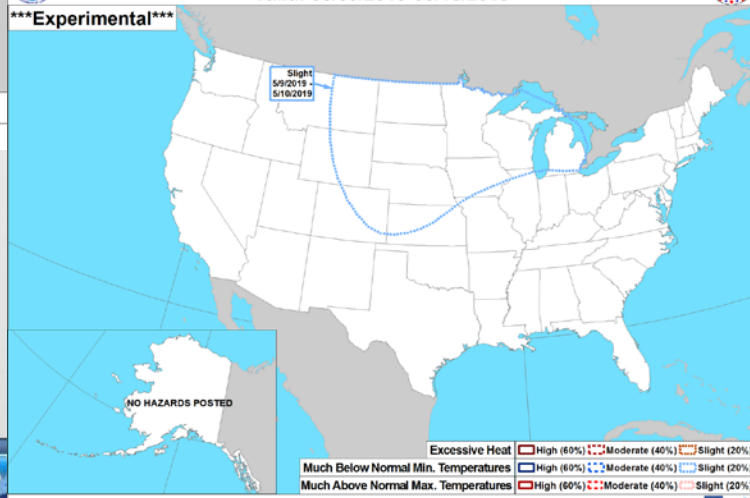 ***Experimental***
Slight
5/9/2019 -
5/10/2019
NO HAZARDS POSTED
Excessive Heat High (60%) Moderate (40%) Slight (20%)
Much Below Normal Min. Temperatures High (60%) Moderate (40%) Slight (20%
Much Above Normal Max. Temperatures High (60%) Moderate (40%) Slight (20%